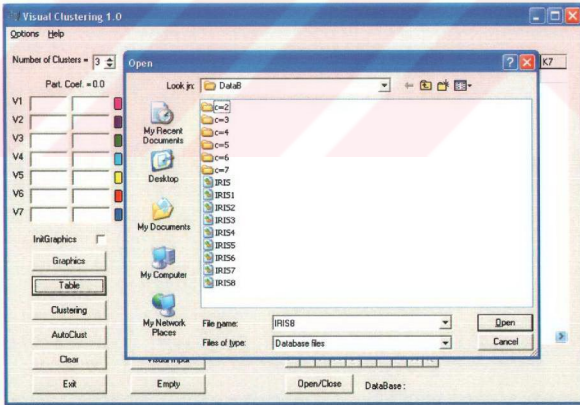 Visual Clustering 1.0
Options Help
Number of Clusters = 3
Part. Coef. = 0.0
V1
V2
V3
V4
V5
V6
V7
InitGraphics
Graphics
Table
Clustering
AutoClust
Clear
Exit
Open
Look in: DataB
My Recent Documents
Desktop
My Documents
My Computer
My Network Places
c=2
c=3
c=4
c=5
c=6
c=7
IRIS
IRIS1
IRIS2
IRIS3
IRIS4
IRIS5
IRIS6
IRIS7
IRIS8
File name: IRIS8 Open
Files of type: Database files Cancel
K7
Visual Input
Empty
Open/Close DataBase :